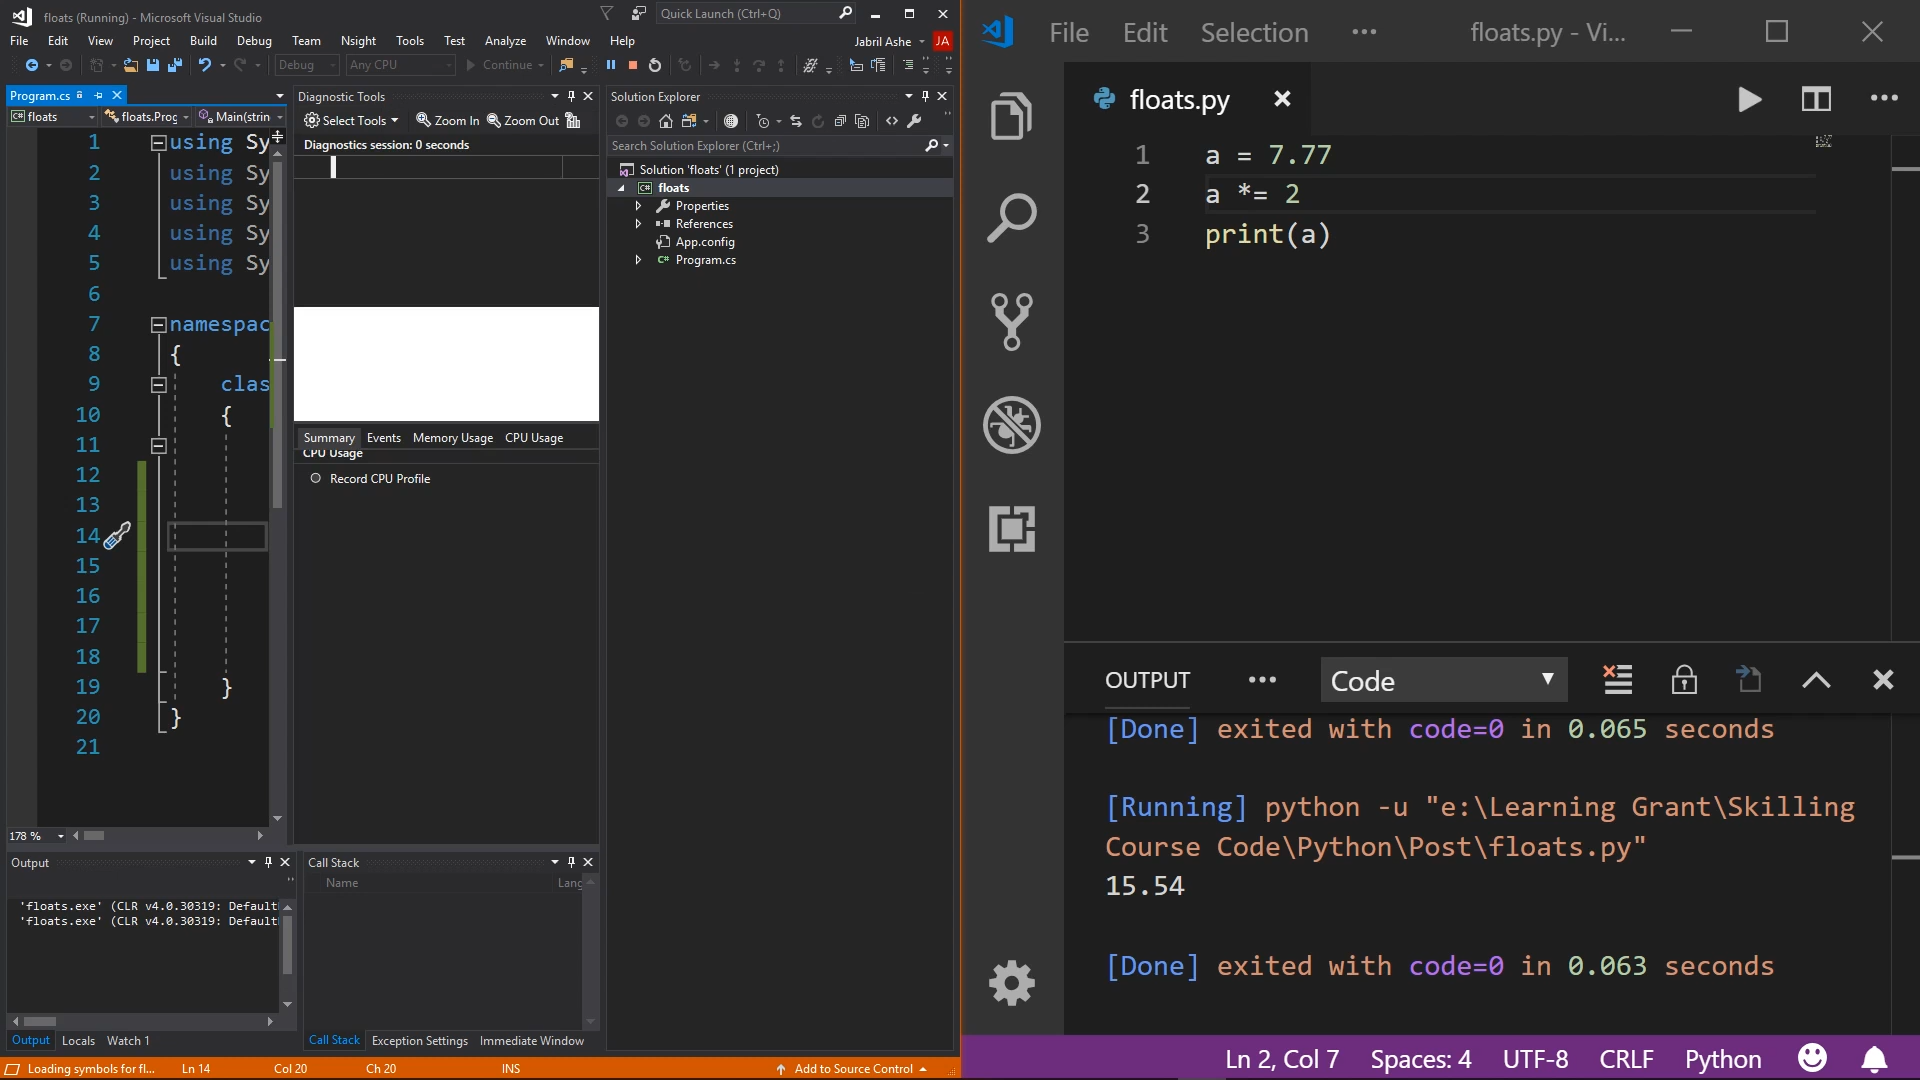 floats (Running) - Microsoft Visual Studio
Quick Launch (Ctrl+Q)
File Edit View Project Build Debug Team Nsight Tools Test Analyze Window Help
Jabril Ashe JA
Debug Any CPU Continue
Program.cs
floats floats.Prog Main(strin
1 using Sy
2 using Sy
3 using Sy
4 using Sy
5 using Sy
6
7 namespac
8 {
9 clas
10 {
11
12
13
14
15
16
17
18
19 }
20 }
21
178 %
Diagnostic Tools
Select Tools Zoom In Zoom Out
Diagnostics session: 0 seconds
Summary Events Memory Usage CPU Usage
CPU Usage
Record CPU Profile
Solution Explorer
Search Solution Explorer (Ctrl+;)
Solution 'floats' (1 project)
C# floats
Properties
References
App.config
C# Program.cs
Output
'floats.exe' (CLR v4.0.30319: Default
'floats.exe' (CLR v4.0.30319: Default
Output Locals Watch 1
Call Stack
Name Lang
Call Stack Exception Settings Immediate Window
Loading symbols for fl... Ln 14 Col 20 Ch 20 INS Add to Source Control
File Edit Selection ... floats.py - Vi...
floats.py
1 a = 7.77
2 a *= 2
3 print(a)
OUTPUT ... Code
[Done] exited with code=0 in 0.065 seconds
[Running] python -u "e:\Learning Grant\Skilling
Course Code\Python\Post\floats.py"
15.54
[Done] exited with code=0 in 0.063 seconds
Ln 2, Col 7 Spaces: 4 UTF-8 CRLF Python